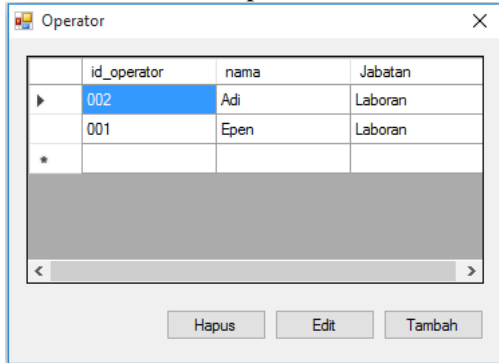 Operator
id_operator nama Jabatan
002 Adi Laboran
001 Epen Laboran
Hapus Edit Tambah